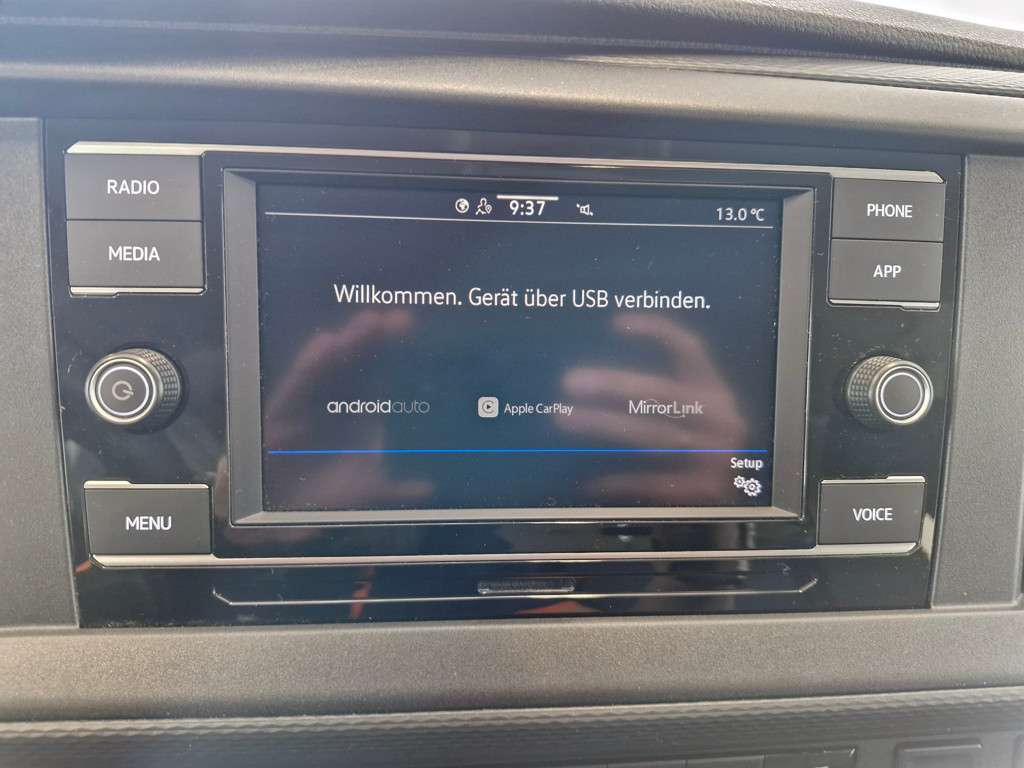 RADIO
MEDIA
MENU
9:37
13.0 °C
Willkommen. Gerät über USB verbinden.
androidauto
Apple CarPlay
MirrorLink
Setup
PHONE
APP
VOICE